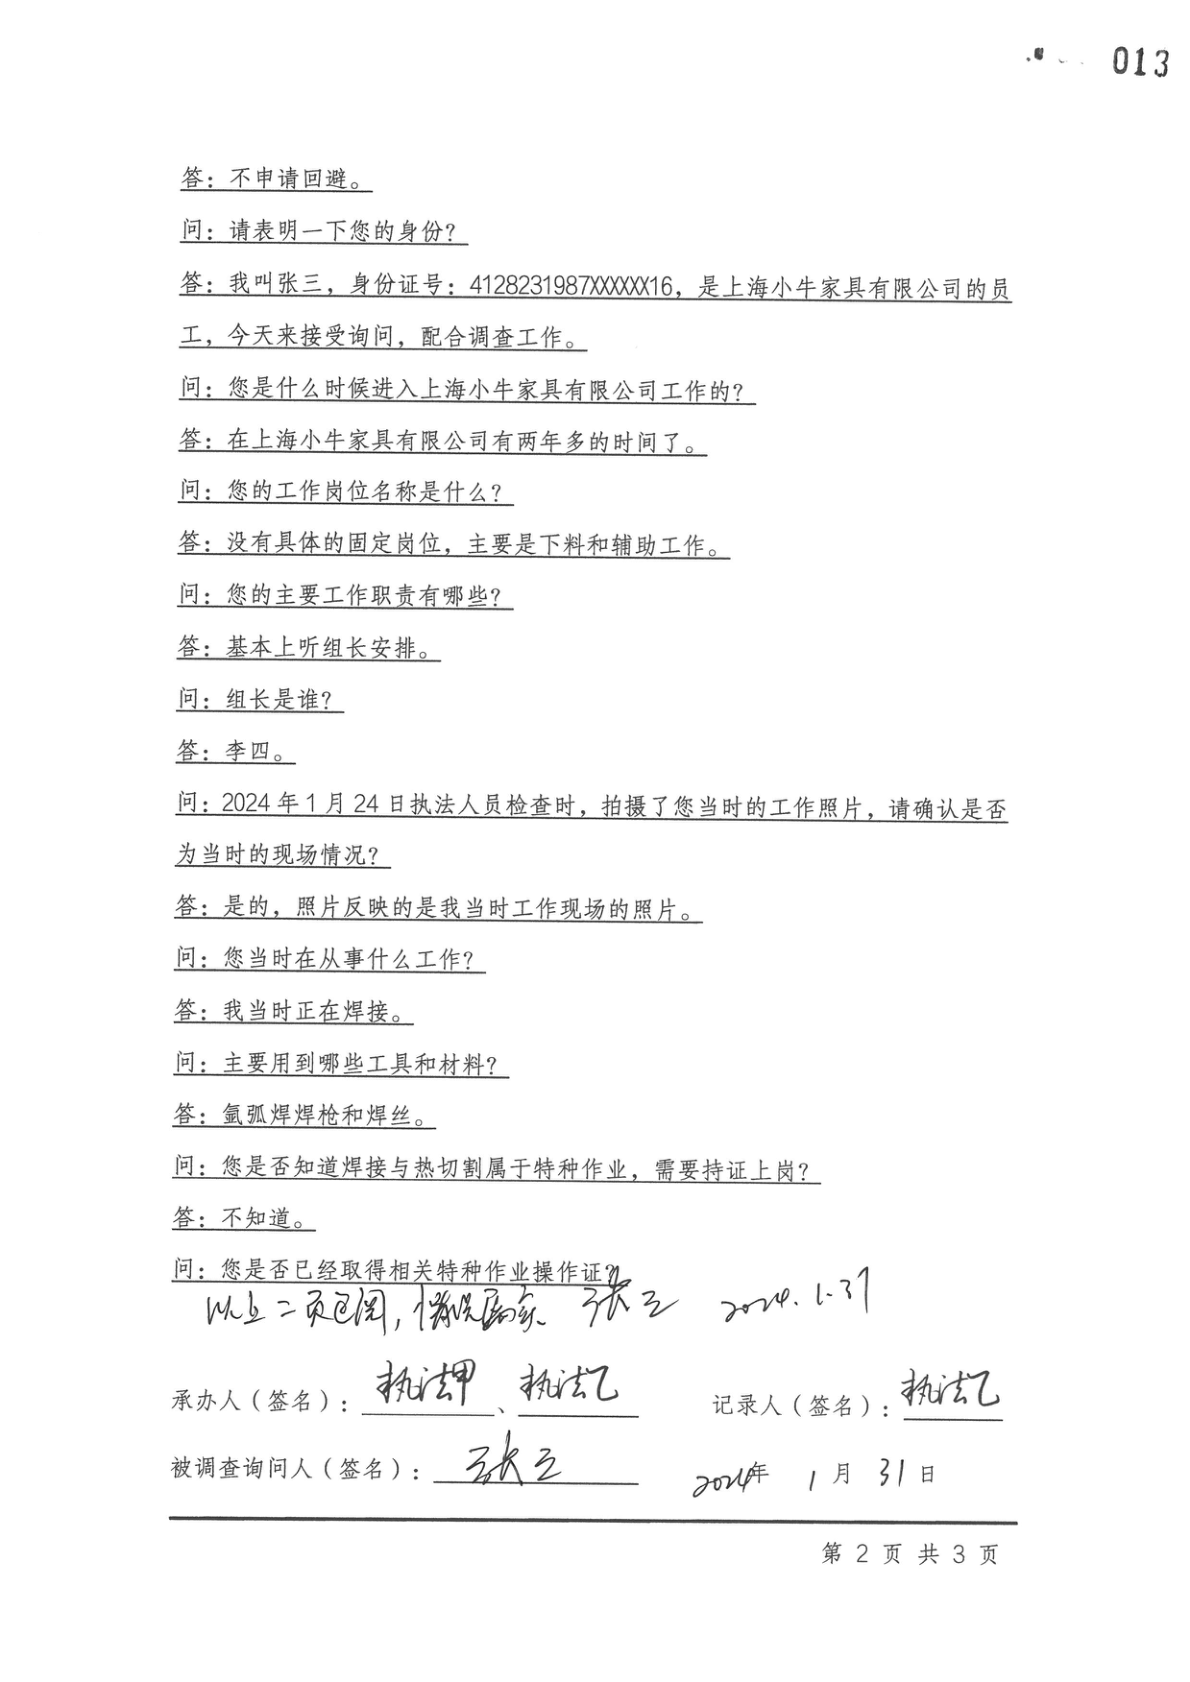 013
答：不申请回避。
问：请表明一下您的身份？
答：我叫张三，身份证号：4128231987XXXXXX16，是上海小牛家具有限公司的员
工，今天来接受询问，配合调查工作。
问：您是什么时候进入上海小牛家具有限公司工作的？
答：在上海小牛家具有限公司有两年多的时间了。
问：您的工作岗位名称是什么？
答：没有具体的固定岗位，主要是下料和辅助工作。
问：您的主要工作职责有哪些？
答：基本上听组长安排。
问：组长是谁？
答：李四。
问：2024年1月24日执法人员检查时，拍摄了您当时的工作照片，请确认是否
为当时的现场情况？
答：是的，照片反映的是我当时工作现场的照片。
问：您当时在从事什么工作？
答：我当时正在焊接。
问：主要用到哪些工具和材料？
答：氩弧焊焊枪和焊丝。
问：您是否知道焊接与热切割属于特种作业，需要持证上岗？
答：不知道。
问：您是否已经取得相关特种作业操作证？
以上二页已阅，情况属实、 张三 2024.1.31
承办人（签名）：执法甲、执法乙 记录人（签名）：执法乙
被调查询问人（签名）：张三 2024年1月31日
第2页共3页